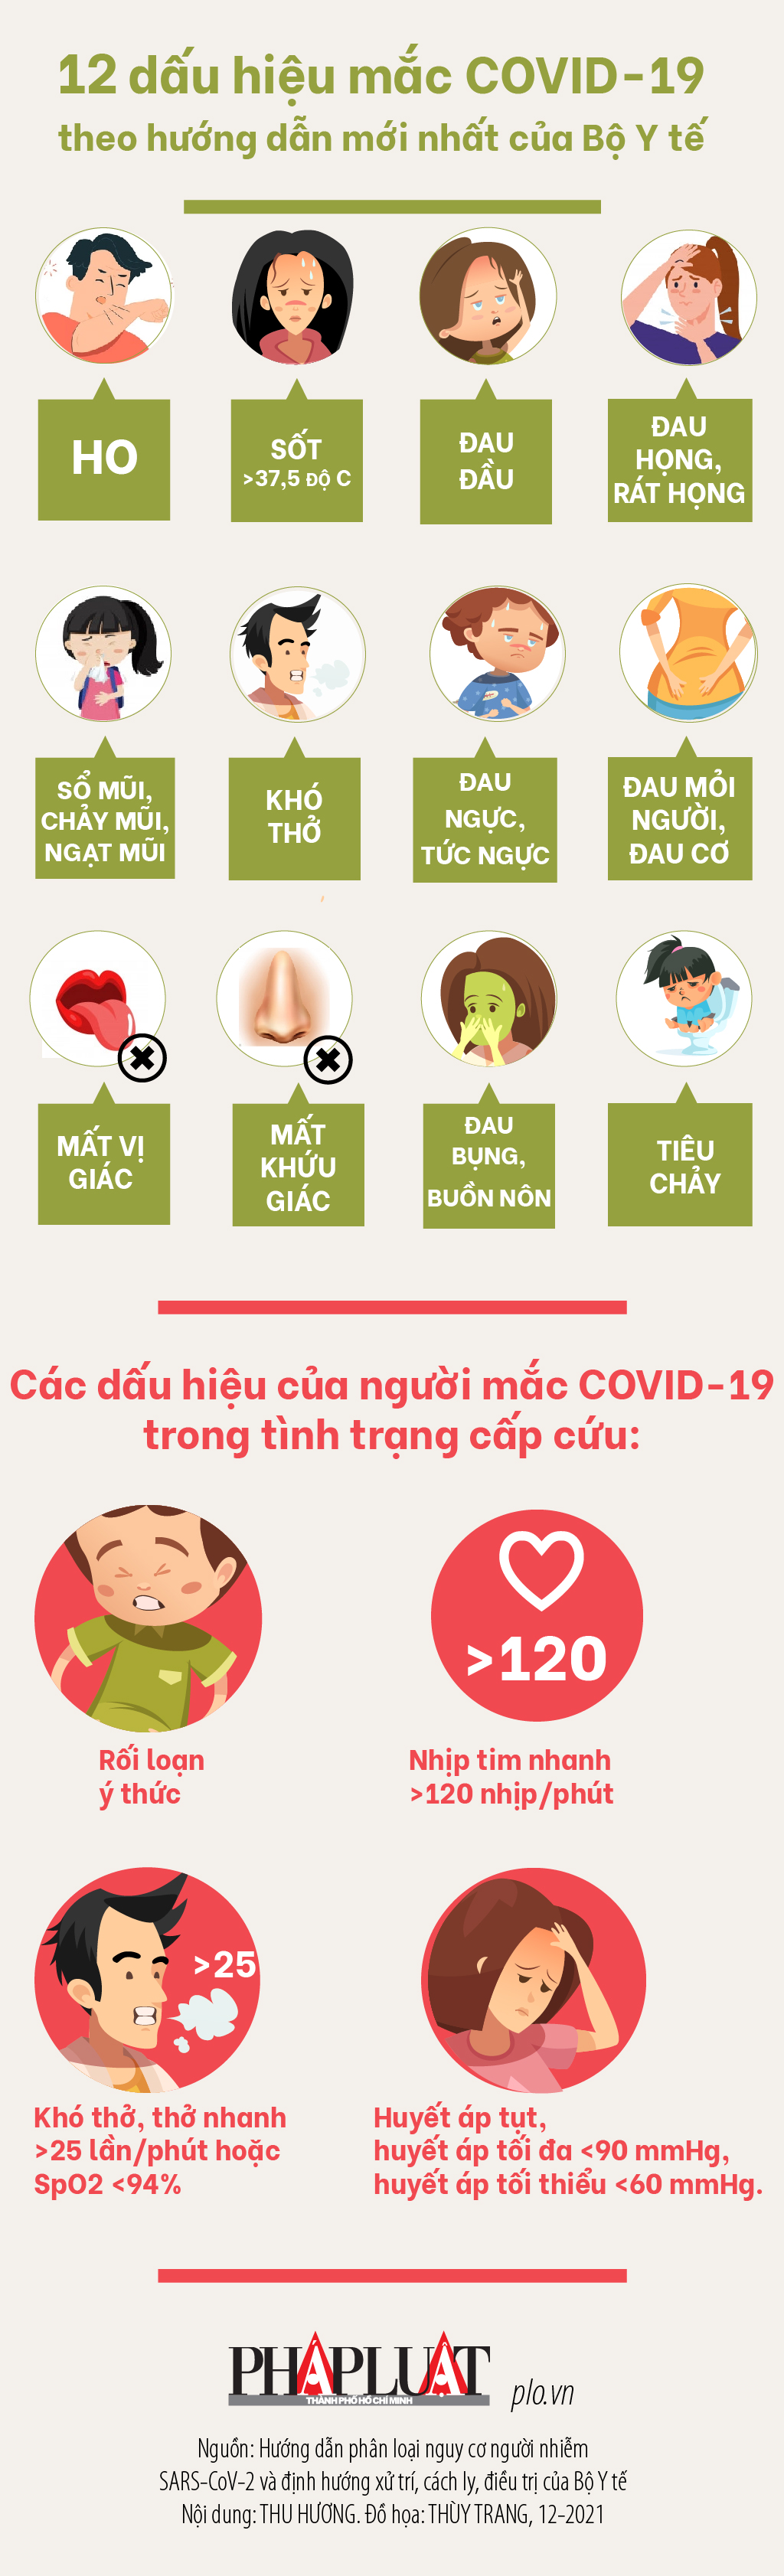 12 dấu hiệu mắc COVID-19
theo hướng dẫn mới nhất của Bộ Y tế
HO
SỐT
>37,5 ĐỘ C
ĐAU
ĐẦU
ĐAU
HỌNG,
RÁT HỌNG
SỔ MŨI,
CHẢY MŨI,
NGẠT MŨI
KHÓ
THỞ
ĐAU
NGỰC,
TỨC NGỰC
ĐAU MỎI
NGƯỜI,
ĐAU CƠ
MẤT VỊ
GIÁC
MẤT
KHỨU
GIÁC
ĐAU
BỤNG,
BUỒN NÔN
TIÊU
CHẢY
Các dấu hiệu của người mắc COVID-19
trong tình trạng cấp cứu:
Rối loạn
ý thức
>120
Nhịp tim nhanh
>120 nhịp/phút
>25
Khó thở, thở nhanh
>25 lần/phút hoặc
SpO2 <94%
Huyết áp tụt,
huyết áp tối đa <90 mmHg,
huyết áp tối thiểu <60 mmHg.
PHÁP LUẬT
THÀNH PHỐ HỒ CHÍ MINH
plo.vn
Nguồn: Hướng dẫn phân loại nguy cơ người nhiễm
SARS-CoV-2 và định hướng xử trí, cách ly, điều trị của Bộ Y tế
Nội dung: THU HƯƠNG. Đồ họa: THÙY TRANG, 12-2021